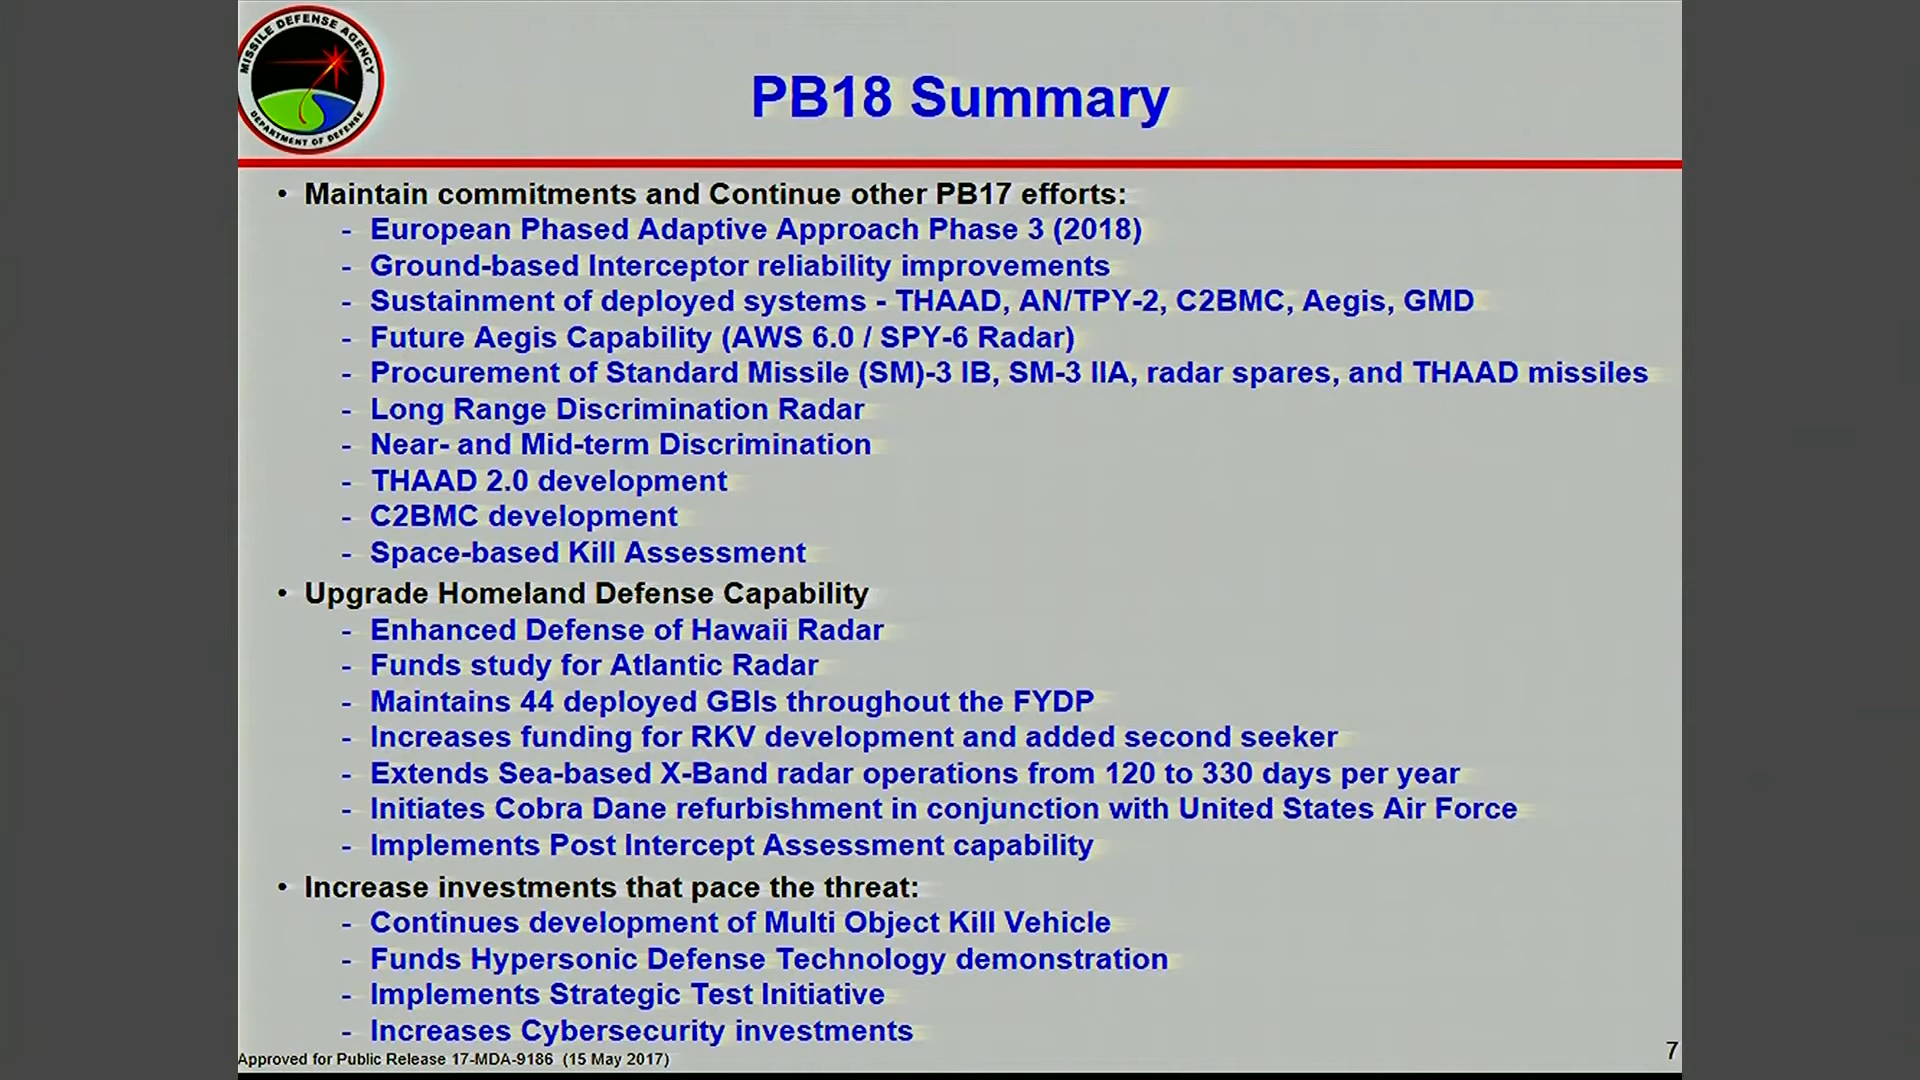 MISSILE DEFENSE AGENCY
DEPARTMENT OF DEFENSE
PB18 Summary
• Maintain commitments and Continue other PB17 efforts:
- European Phased Adaptive Approach Phase 3 (2018)
- Ground-based Interceptor reliability improvements
- Sustainment of deployed systems - THAAD, AN/TPY-2, C2BMC, Aegis, GMD
- Future Aegis Capability (AWS 6.0 / SPY-6 Radar)
- Procurement of Standard Missile (SM)-3 IB, SM-3 IIA, radar spares, and THAAD missiles
- Long Range Discrimination Radar
- Near- and Mid-term Discrimination
- THAAD 2.0 development
- C2BMC development
- Space-based Kill Assessment
• Upgrade Homeland Defense Capability
- Enhanced Defense of Hawaii Radar
- Funds study for Atlantic Radar
- Maintains 44 deployed GBIs throughout the FYDP
- Increases funding for RKV development and added second seeker
- Extends Sea-based X-Band radar operations from 120 to 330 days per year
- Initiates Cobra Dane refurbishment in conjunction with United States Air Force
- Implements Post Intercept Assessment capability
• Increase investments that pace the threat:
- Continues development of Multi Object Kill Vehicle
- Funds Hypersonic Defense Technology demonstration
- Implements Strategic Test Initiative
- Increases Cybersecurity investments
Approved for Public Release 17-MDA-9186 (15 May 2017)
7